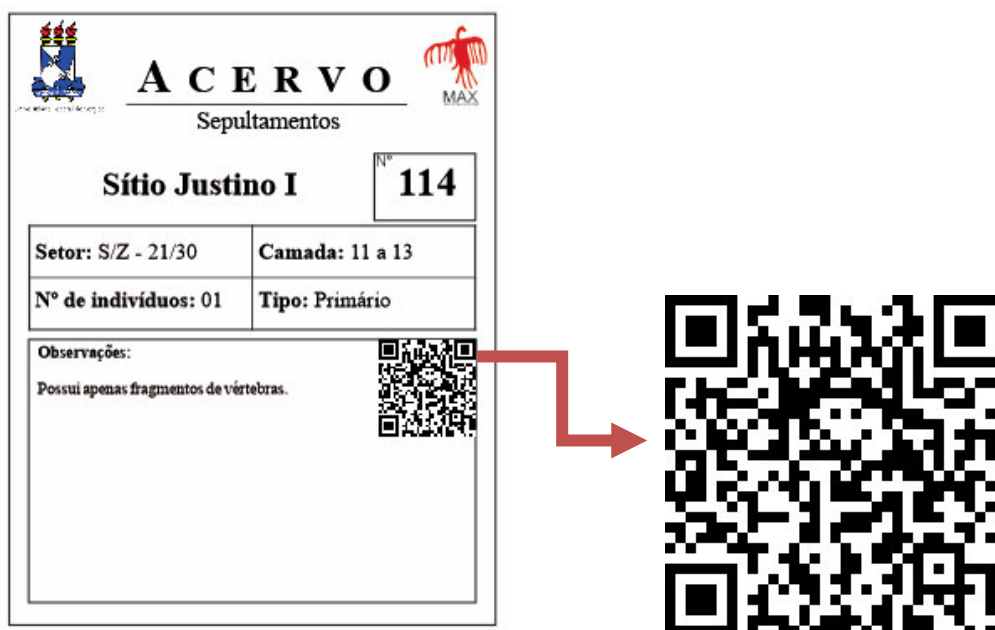 ACERVO
MAX
Sepultamentos
Sítio Justino I
Nº
114
Setor: S/Z - 21/30
Camada: 11 a 13
Nº de indivíduos: 01
Tipo: Primário
Observações:
Possui apenas fragmentos de vértebras.